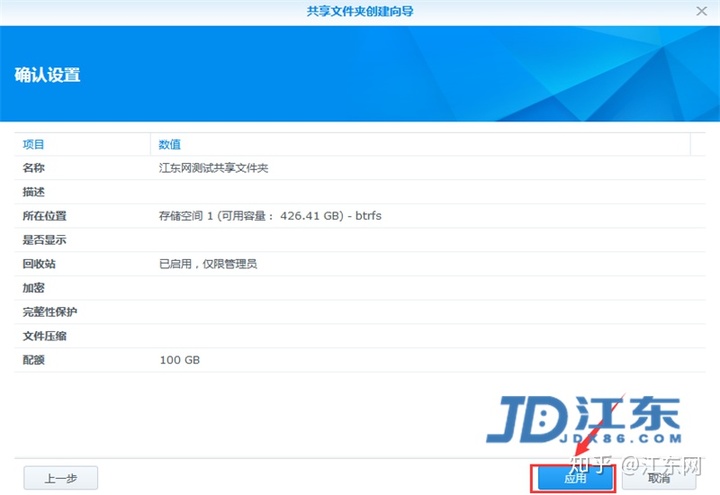 共享文件夹创建向导
确认设置
项目 数值
名称 江东网测试共享文件夹
描述
所在位置 存储空间 1 (可用容量： 426.41 GB) - btrfs
是否显示
回收站 已启用，仅限管理员
加密
完整性保护
文件压缩
配额 100 GB
JD江东
JDX86.COM
知乎 @江东网
上一步 应用 取消